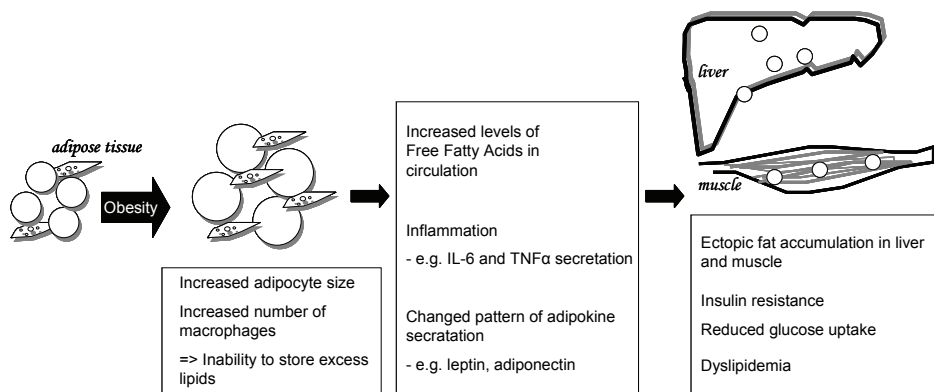 adipose tissue
Obesity
Increased adipocyte size
Increased number of
macrophages
=> Inability to store excess
lipids
Increased levels of
Free Fatty Acids in
circulation
Inflammation
- e.g. IL-6 and TNFα secretation
Changed pattern of adipokine
secratation
- e.g. leptin, adiponectin
liver
muscle
Ectopic fat accumulation in liver
and muscle
Insulin resistance
Reduced glucose uptake
Dyslipidemia